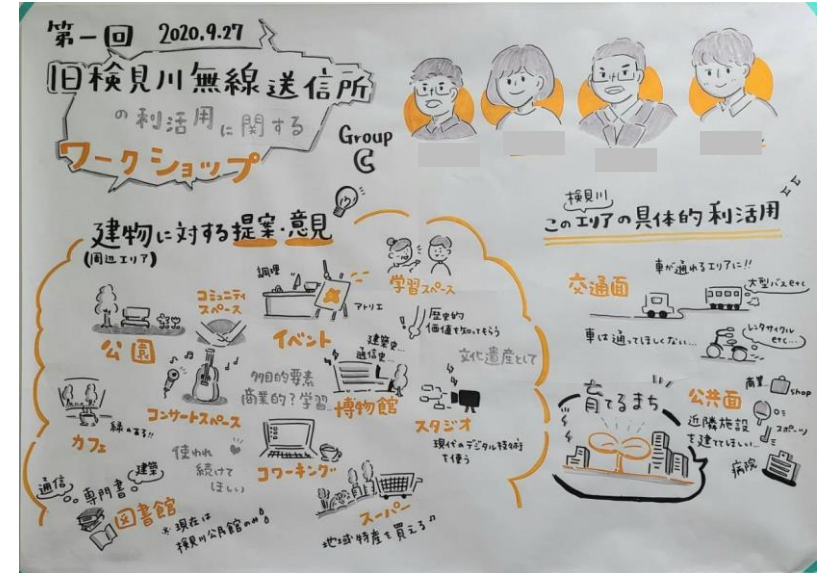 第一回 2020.9.27
旧検見川無線送信所
の利活用に関する
ワークショップ
Group
C
建物に対する提案・意見
(周辺エリア)
公園
コミュニティ
スペース
調理
アトリエ
イベント
学習スペース
歴史的
価値を知ってもらう
文化遺産として
建築史…
通信史…
博物館
コンサートスペース
多目的要素
商業的?学習…
スタジオ
現代のデジタル技術
を使う
カフェ
緑のある!!
使われ
続けて
ほしい
コワーキング
通信
専門書
建築
図書館
*現在は
検見川公民館のみ
スーパー
地域特産を買える
検見川
このエリアの具体的利活用
交通面
車が通れるエリアに!!
大型バスetc
車は通ってほしくない…
レンタサイクル
etc…
育てるまち
公共面
商業…
shop
スポーツ
近隣施設
を建ててほしい…
病院